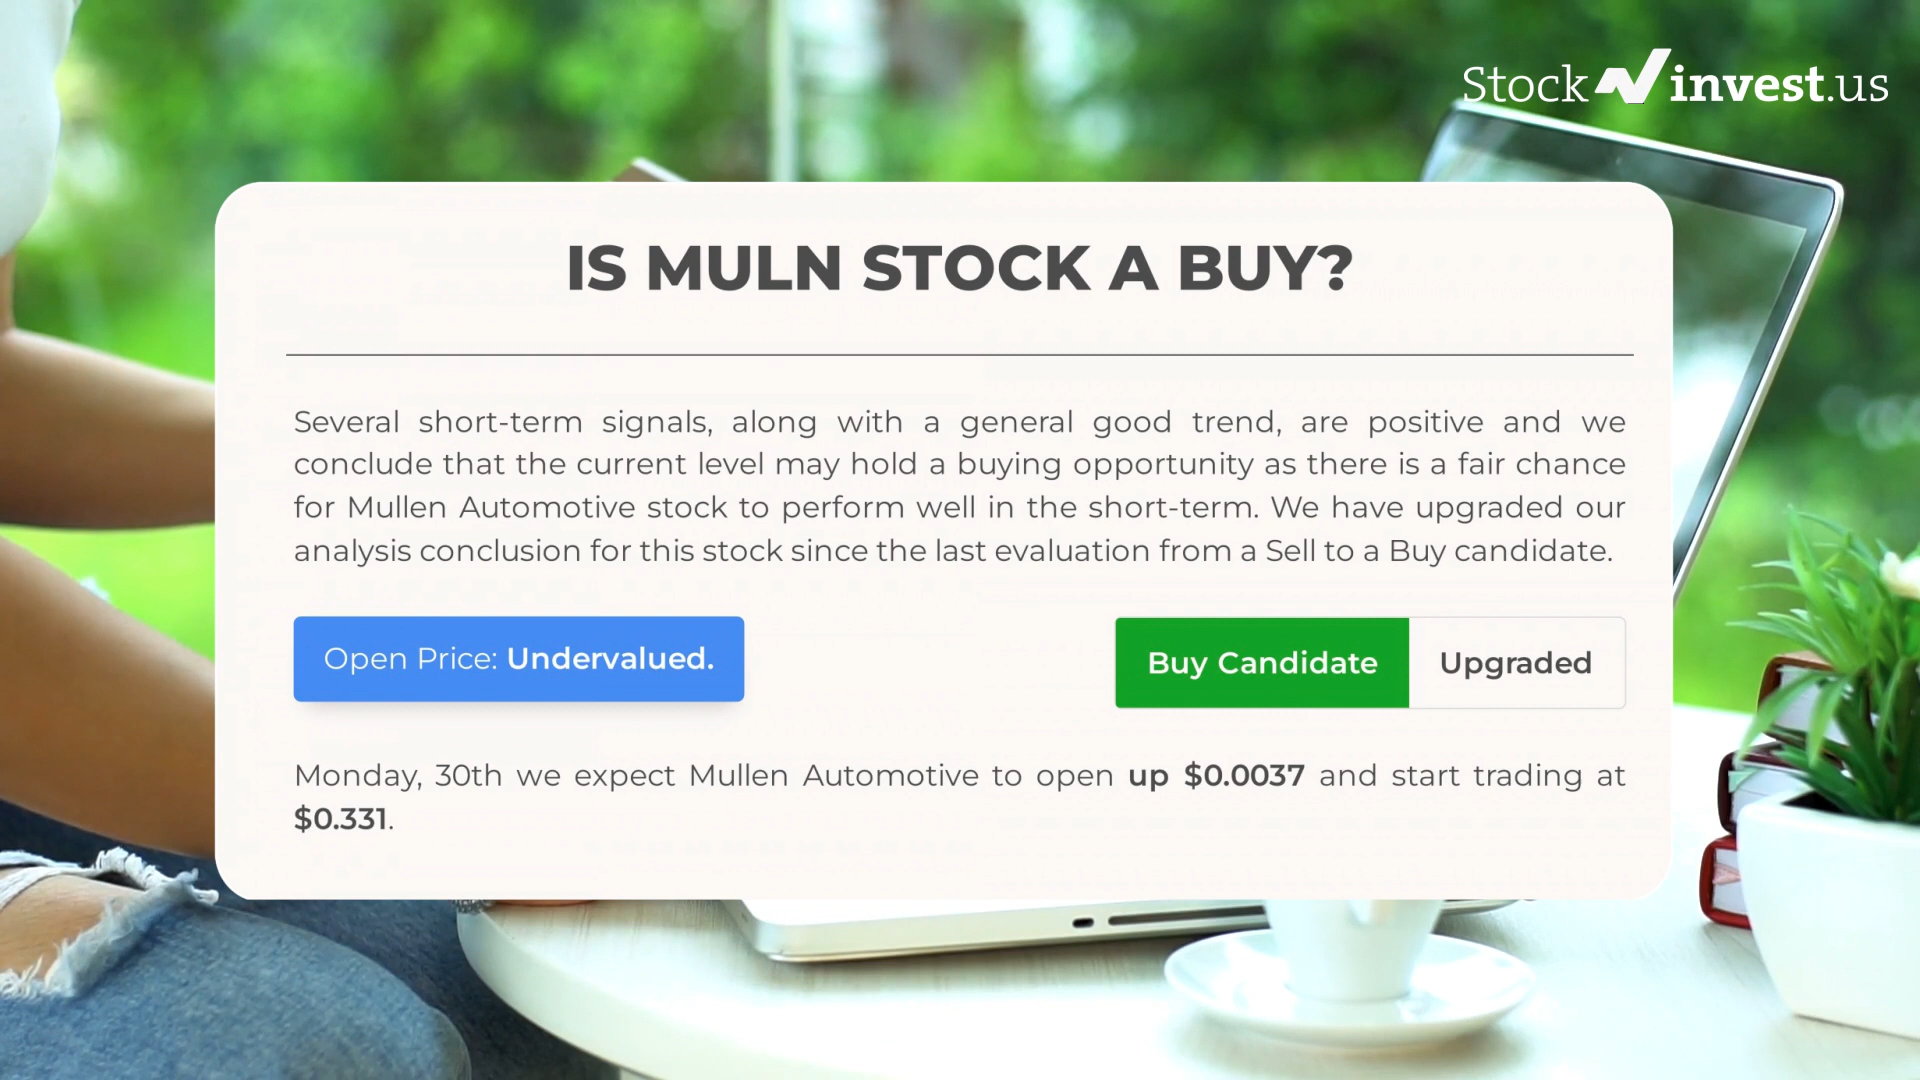 Stock invest.us
IS MULN STOCK A BUY?
Several short-term signals, along with a general good trend, are positive and we
conclude that the current level may hold a buying opportunity as there is a fair chance
for Mullen Automotive stock to perform well in the short-term. We have upgraded our
analysis conclusion for this stock since the last evaluation from a Sell to a Buy candidate.
Open Price: Undervalued.
Buy Candidate Upgraded
Monday, 30th we expect Mullen Automotive to open up $0.0037 and start trading at
$0.331.